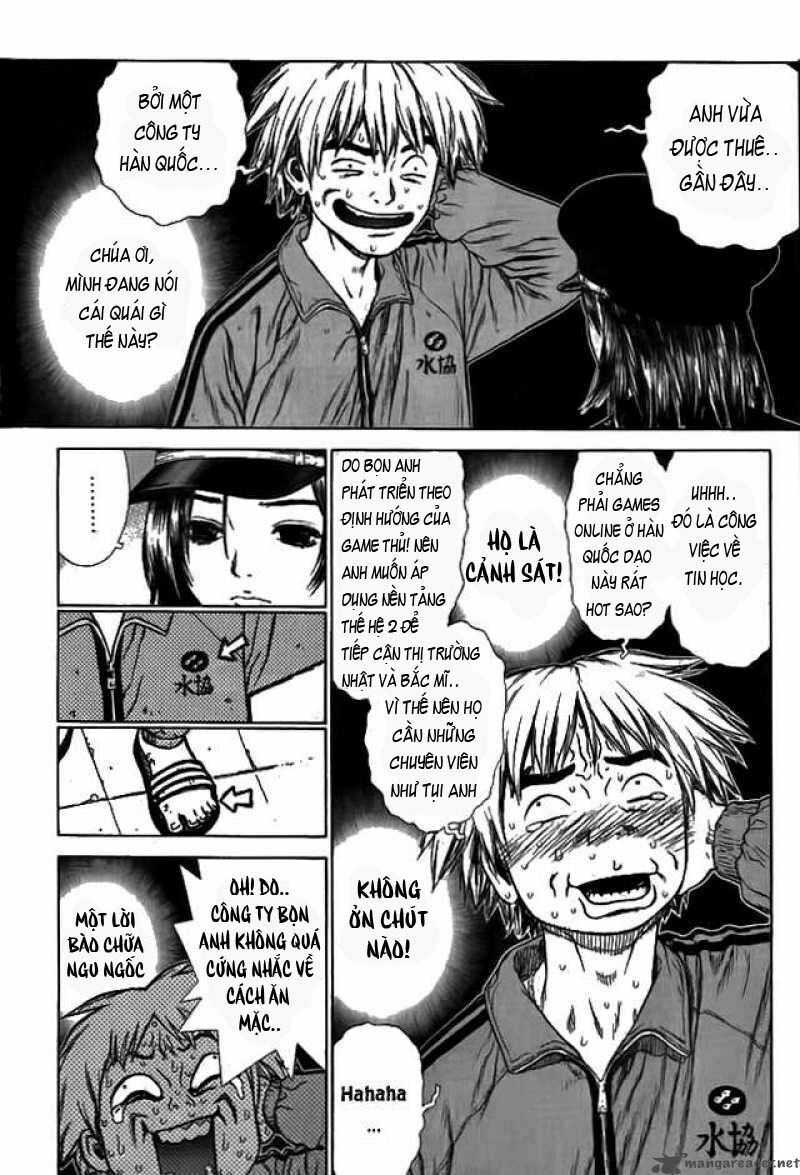 ANH VỪA
ĐƯỢC THUÊ..
GẦN ĐÂY..
BỞI MỘT
CÔNG TY
HÀN QUỐC...
CHÚA ƠI,
MÌNH ĐANG NÓI
CÁI QUÁI GÌ
THẾ NÀY?
水協
UHHH..
ĐÓ LÀ CÔNG
VIỆC VỀ
TIN HỌC.
CHẲNG
PHẢI GAMES
ONLINE Ở HÀN
QUỐC DẠO
NÀY RÁT
HOT SAO?
HỌ LÀ
CẢNH SÁT!
DO BỌN ANH
PHÁT TRIỂN THEO
ĐỊNH HƯỚNG CỦA
GAME THỦ! NÊN
ANH MUỐN ÁP
DỤNG NỀN TẢNG
THẾ HỆ 2 ĐỂ
TIẾP CẬN THỊ TRƯỜNG
NHẬT VÀ BẮC MĨ..
VÌ THẾ NÊN HỌ
CẦN NHỮNG
CHUYÊN VIÊN
NHƯ TỤI ANH
KHÔNG
ỞN CHÚT
NÀO!
Hahaha
...
水協
........
水協
OH! DO..
CÔNG TY BỌN
ANH KHÔNG QUÁ
CỨNG NHẮC VỀ
CÁCH ĂN
MẶC..
MỘT LỜI
BÀO CHỮA
NGU NGỐC
mangareader.net